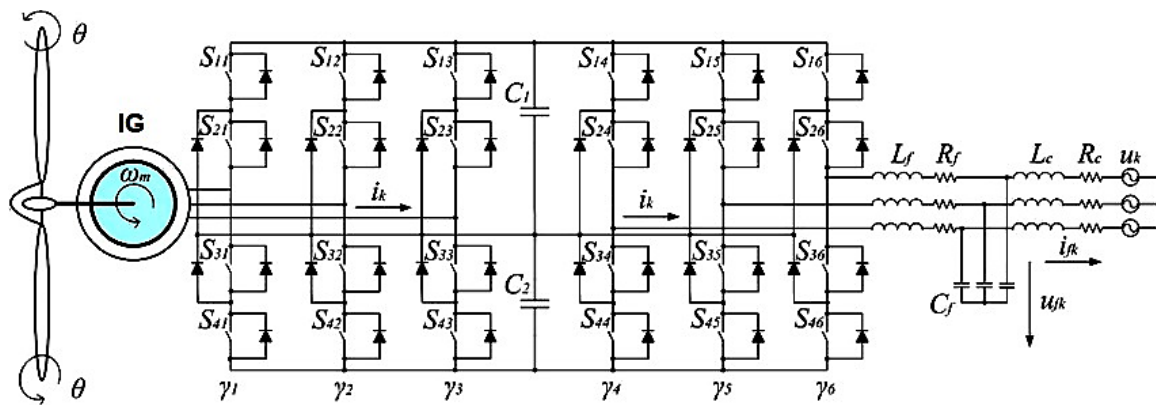 θ
S11 S12 S13 S14 S15 S16
C1
IG
S21 S22 S23 S24 S25 S26
Lf Rf Lc Rc uk
ωm
ik ik
S31 S32 S33 S34 S35 S36
ifk
C2
Cf
ufk
S41 S42 S43 S44 S45 S46
θ
γ1 γ2 γ3 γ4 γ5 γ6